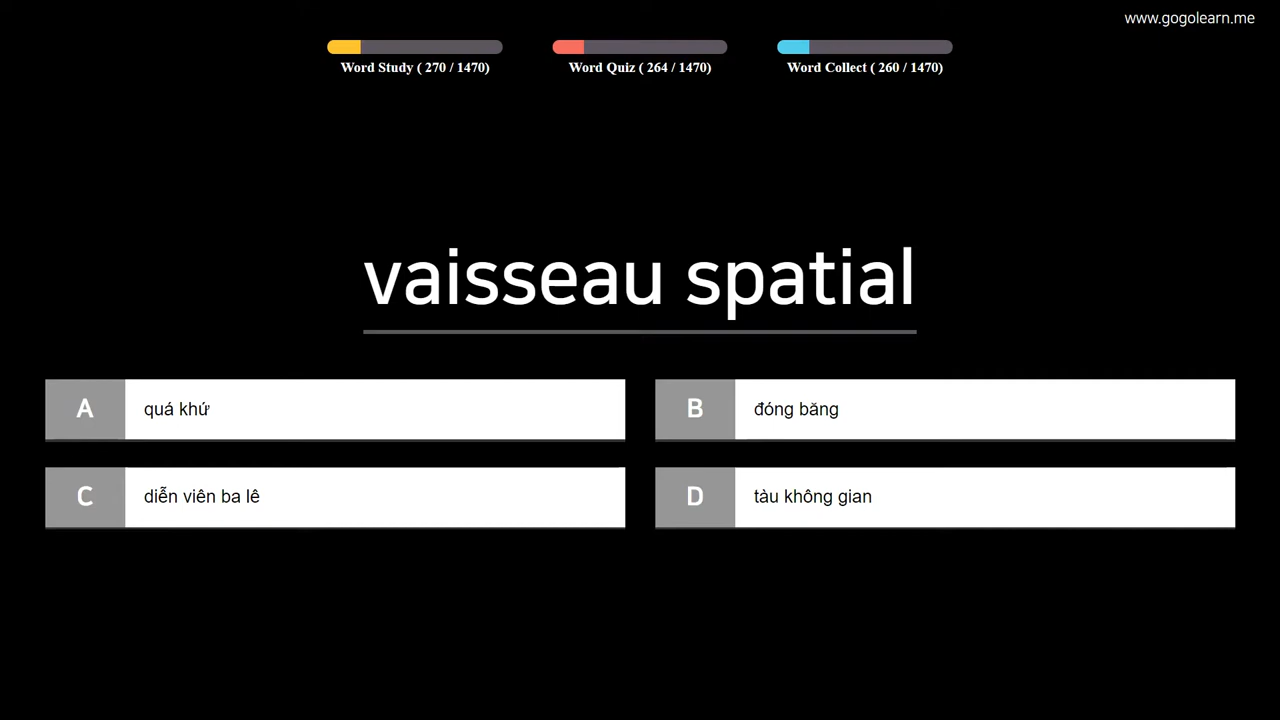 www.gogolearn.me
Word Study ( 270 / 1470)
Word Quiz ( 264 / 1470)
Word Collect ( 260 / 1470)
vaisseau spatial
A quá khứ
B đóng băng
C diễn viên ba lê
D tàu không gian